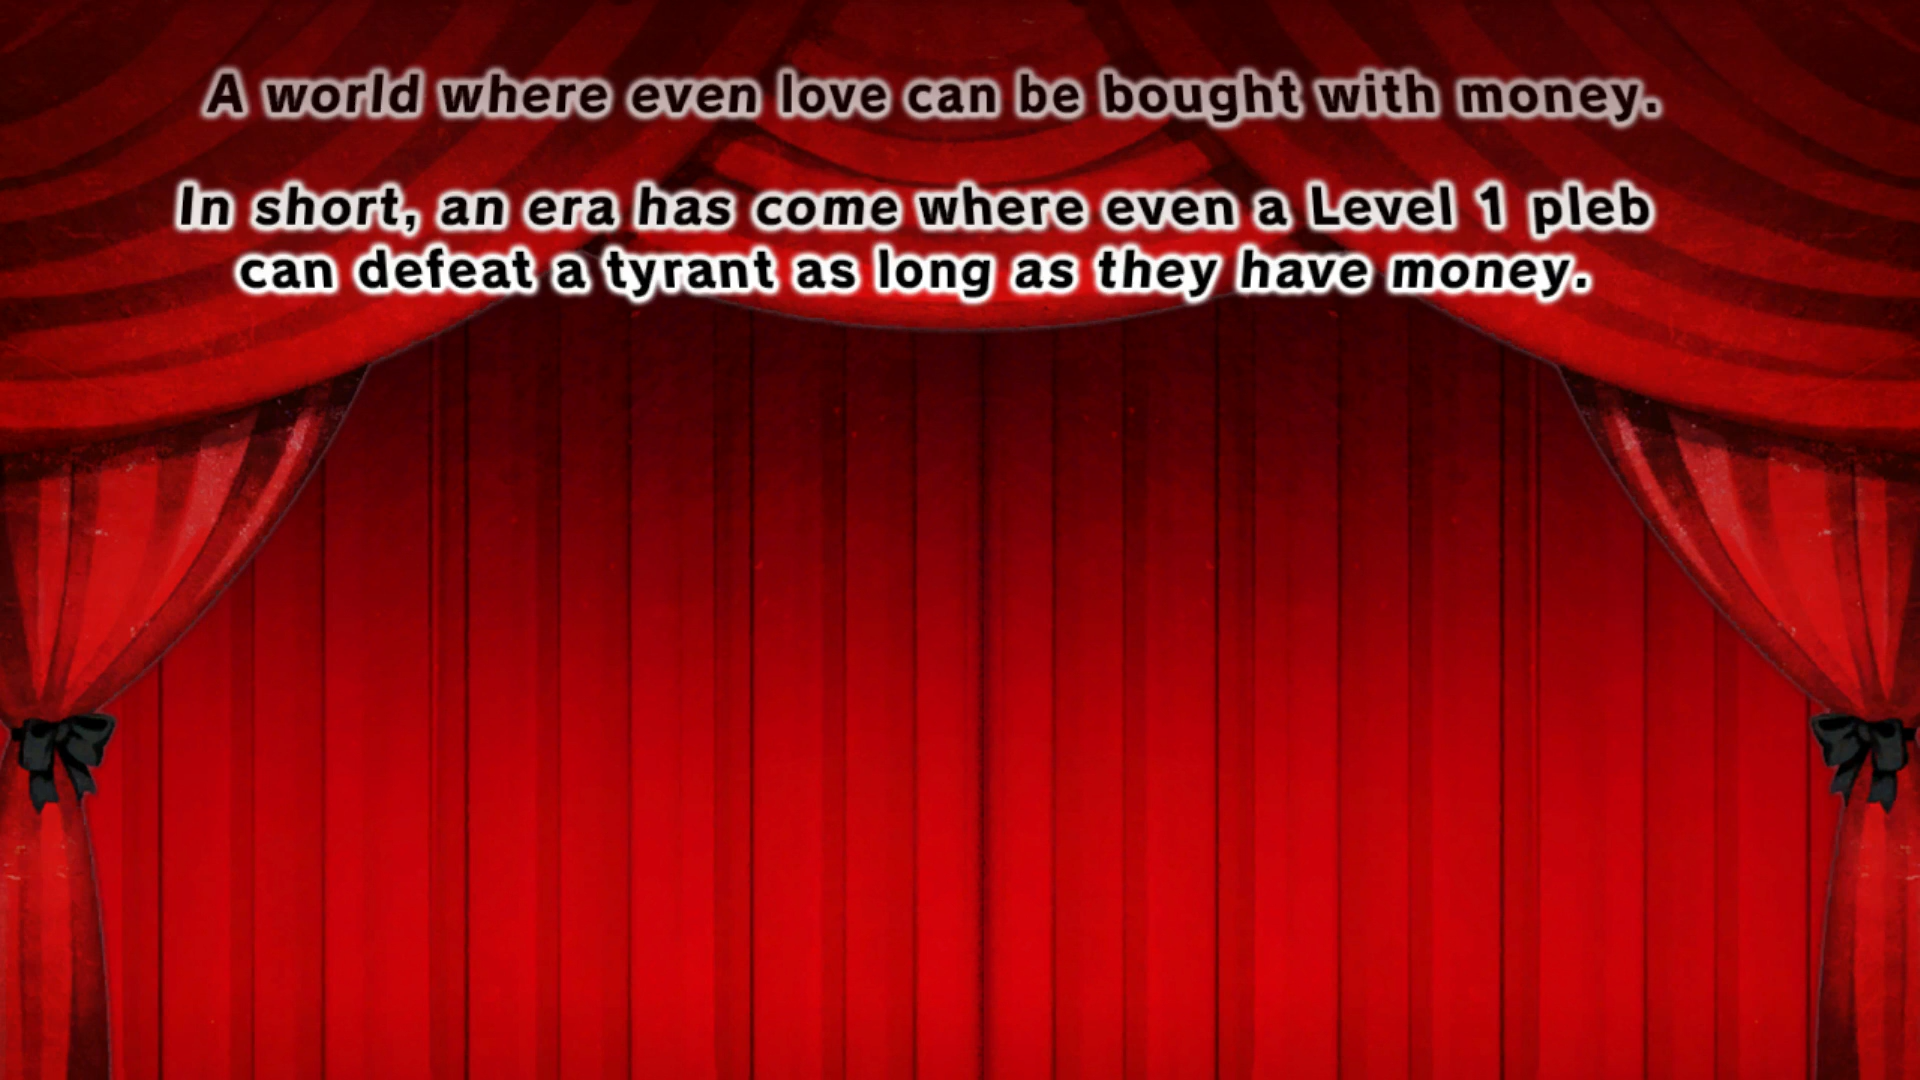 A world where even love can be bought with money.
In short, an era has come where even a Level 1 pleb
can defeat a tyrant as long as they have money.